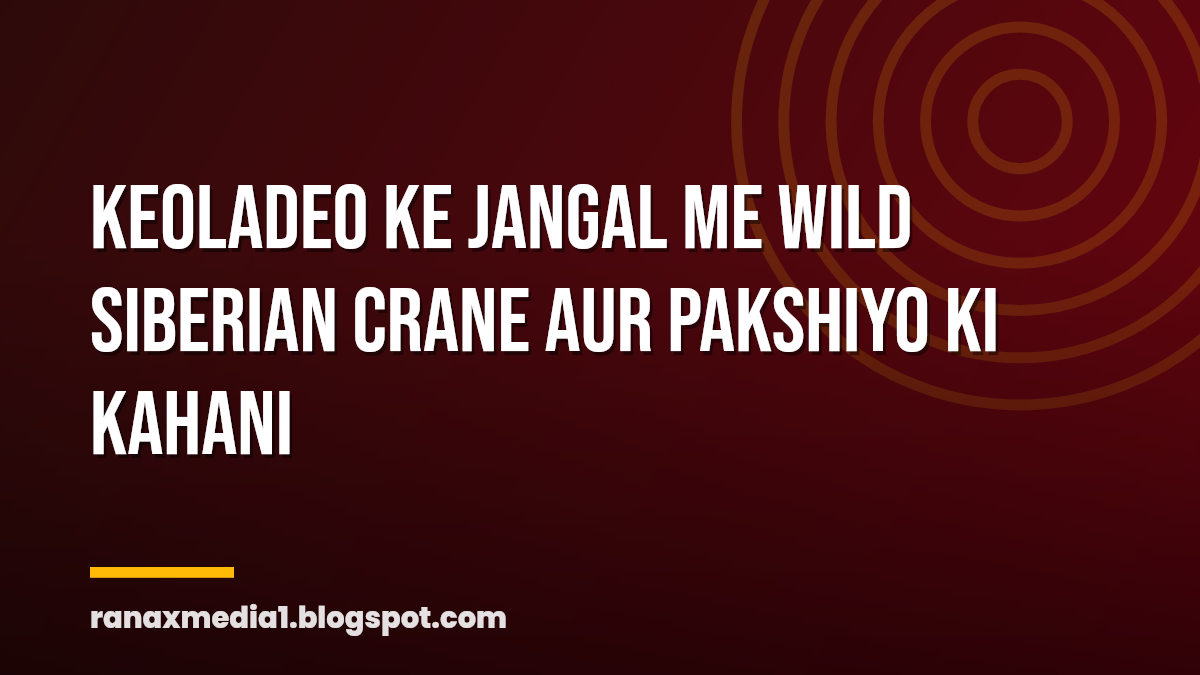 KEOLADEO KE JANGAL ME WILD
SIBERIAN CRANE AUR PAKSHIYO KI
KAHANI
ranaxmedia1.blogspot.com